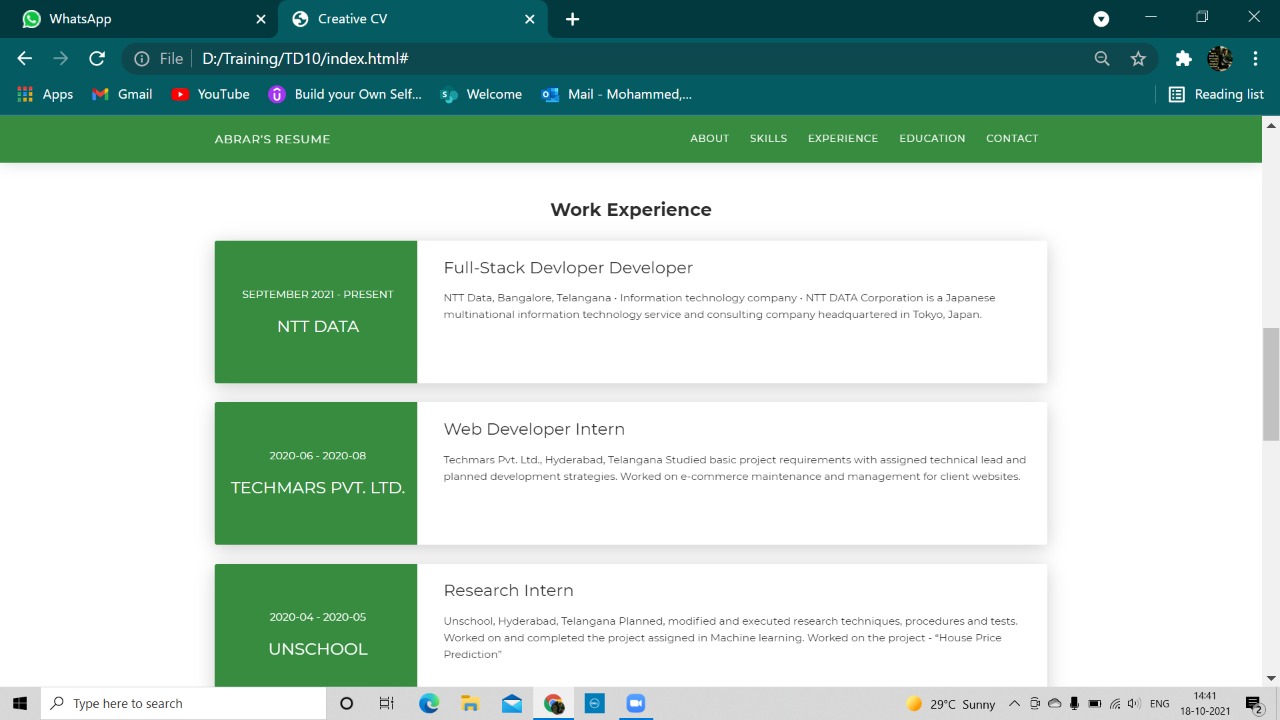 WhatsApp
Creative CV
File
D:/Training/TD10/index.html#
Apps
Gmail
YouTube
Build your Own Self...
Welcome
Mail - Mohammed,...
Reading list
ABRAR'S RESUME
ABOUT
SKILLS
EXPERIENCE
EDUCATION
CONTACT
Work Experience
SEPTEMBER 2021 - PRESENT
NTT DATA
Full-Stack Devloper Developer
NTT Data, Bangalore, Telangana · Information technology company · NTT DATA Corporation is a Japanese
multinational information technology service and consulting company headquartered in Tokyo, Japan.
2020-06 - 2020-08
TECHMARS PVT. LTD.
Web Developer Intern
Techmars Pvt. Ltd., Hyderabad, Telangana Studied basic project requirements with assigned technical lead and
planned development strategies. Worked on e-commerce maintenance and management for client websites.
2020-04 - 2020-05
UNSCHOOL
Research Intern
Unschool, Hyderabad, Telangana Planned, modified and executed research techniques, procedures and tests.
Worked on and completed the project assigned in Machine learning. Worked on the project - “House Price
Prediction”
Type here to search
29°C Sunny
ENG
14:41
18-10-2021
2